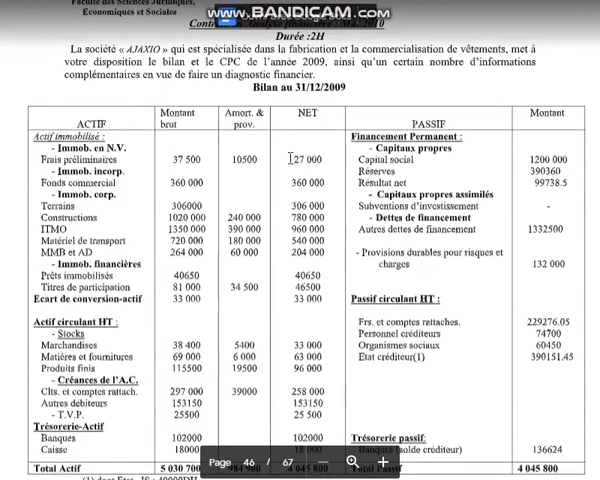 Faculté des Sciences Juridiques,
Économiques et Sociales
WWW.BANDICAM.COM
Durée :2H
La société « AJAXIO » qui est spécialisée dans la fabrication et la commercialisation de vêtements, met à
votre disposition le bilan et le CPC de l'année 2009, ainsi qu'un certain nombre d'informations
complémentaires en vue de faire un diagnostic financier.
Bilan au 31/12/2009
ACTIF Montant brut Amort. & prov. NET PASSIF Montant
Actif immobilisé : Financement Permanent :
- Immob. en N.V. - Capitaux propres
Frais préliminaires 37 500 10500 27 000 Capital social 1200 000
- Immob. incorp. Réserves 390360
Fonds commercial 360 000 360 000 Résultat net 99738.5
- Immob. corp. - Capitaux propres assimilés
Terrains 306000 306 000 Subventions d'investissement -
Constructions 1020 000 240 000 780 000 - Dettes de financement
ITMO 1350 000 390 000 960 000 Autres dettes de financement 1332500
Matériel de transport 720 000 180 000 540 000
MMB et AD 264 000 60 000 204 000 - Provisions durables pour risques et
- Immob. financières charges 132 000
Prêts immobilisés 40650 40650
Titres de participation 81 000 34 500 46500
Ecart de conversion-actif 33 000 33 000 Passif circulant HT :
Actif circulant HT : Frs. et comptes rattaches. 229276.05
- Stocks Personnel créditeurs 74700
Marchandises 38 400 5400 33 000 Organismes sociaux 60450
Matières et fournitures 69 000 6 000 63 000 Etat créditeur(1) 390151.45
Produits finis 115500 19500 96 000
- Créances de l'A.C.
Clts. et comptes rattach. 297 000 39000 258 000
Autres débiteurs 153150 153150
- T.V.P. 25500 25 500
Trésorerie-Actif
Banques 102000 102000 Trésorerie passif:
Caisse 18000 18 000 Banques (solde créditeur) 136624
Page 46 / 67
Total Actif 5 030 700 984 900 4 045 800 Total Passif 4 045 800